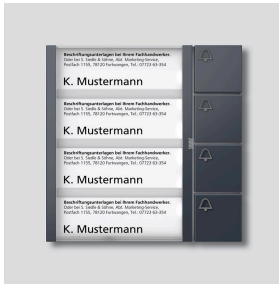 Beschriftungsunterlagen bei Ihrem Fachhandwerker.
Oder bei S. Siedle & Söhne, Abt. Marketing-Service,
Postfach 1155, 78120 Furtwangen, Tel.: 07723 63-354
K. Mustermann
Beschriftungsunterlagen bei Ihrem Fachhandwerker.
Oder bei S. Siedle & Söhne, Abt. Marketing-Service,
Postfach 1155, 78120 Furtwangen, Tel.: 07723 63-354
K. Mustermann
Beschriftungsunterlagen bei Ihrem Fachhandwerker.
Oder bei S. Siedle & Söhne, Abt. Marketing-Service,
Postfach 1155, 78120 Furtwangen, Tel.: 07723 63-354
K. Mustermann
Beschriftungsunterlagen bei Ihrem Fachhandwerker.
Oder bei S. Siedle & Söhne, Abt. Marketing-Service,
Postfach 1155, 78120 Furtwangen, Tel.: 07723 63-354
K. Mustermann